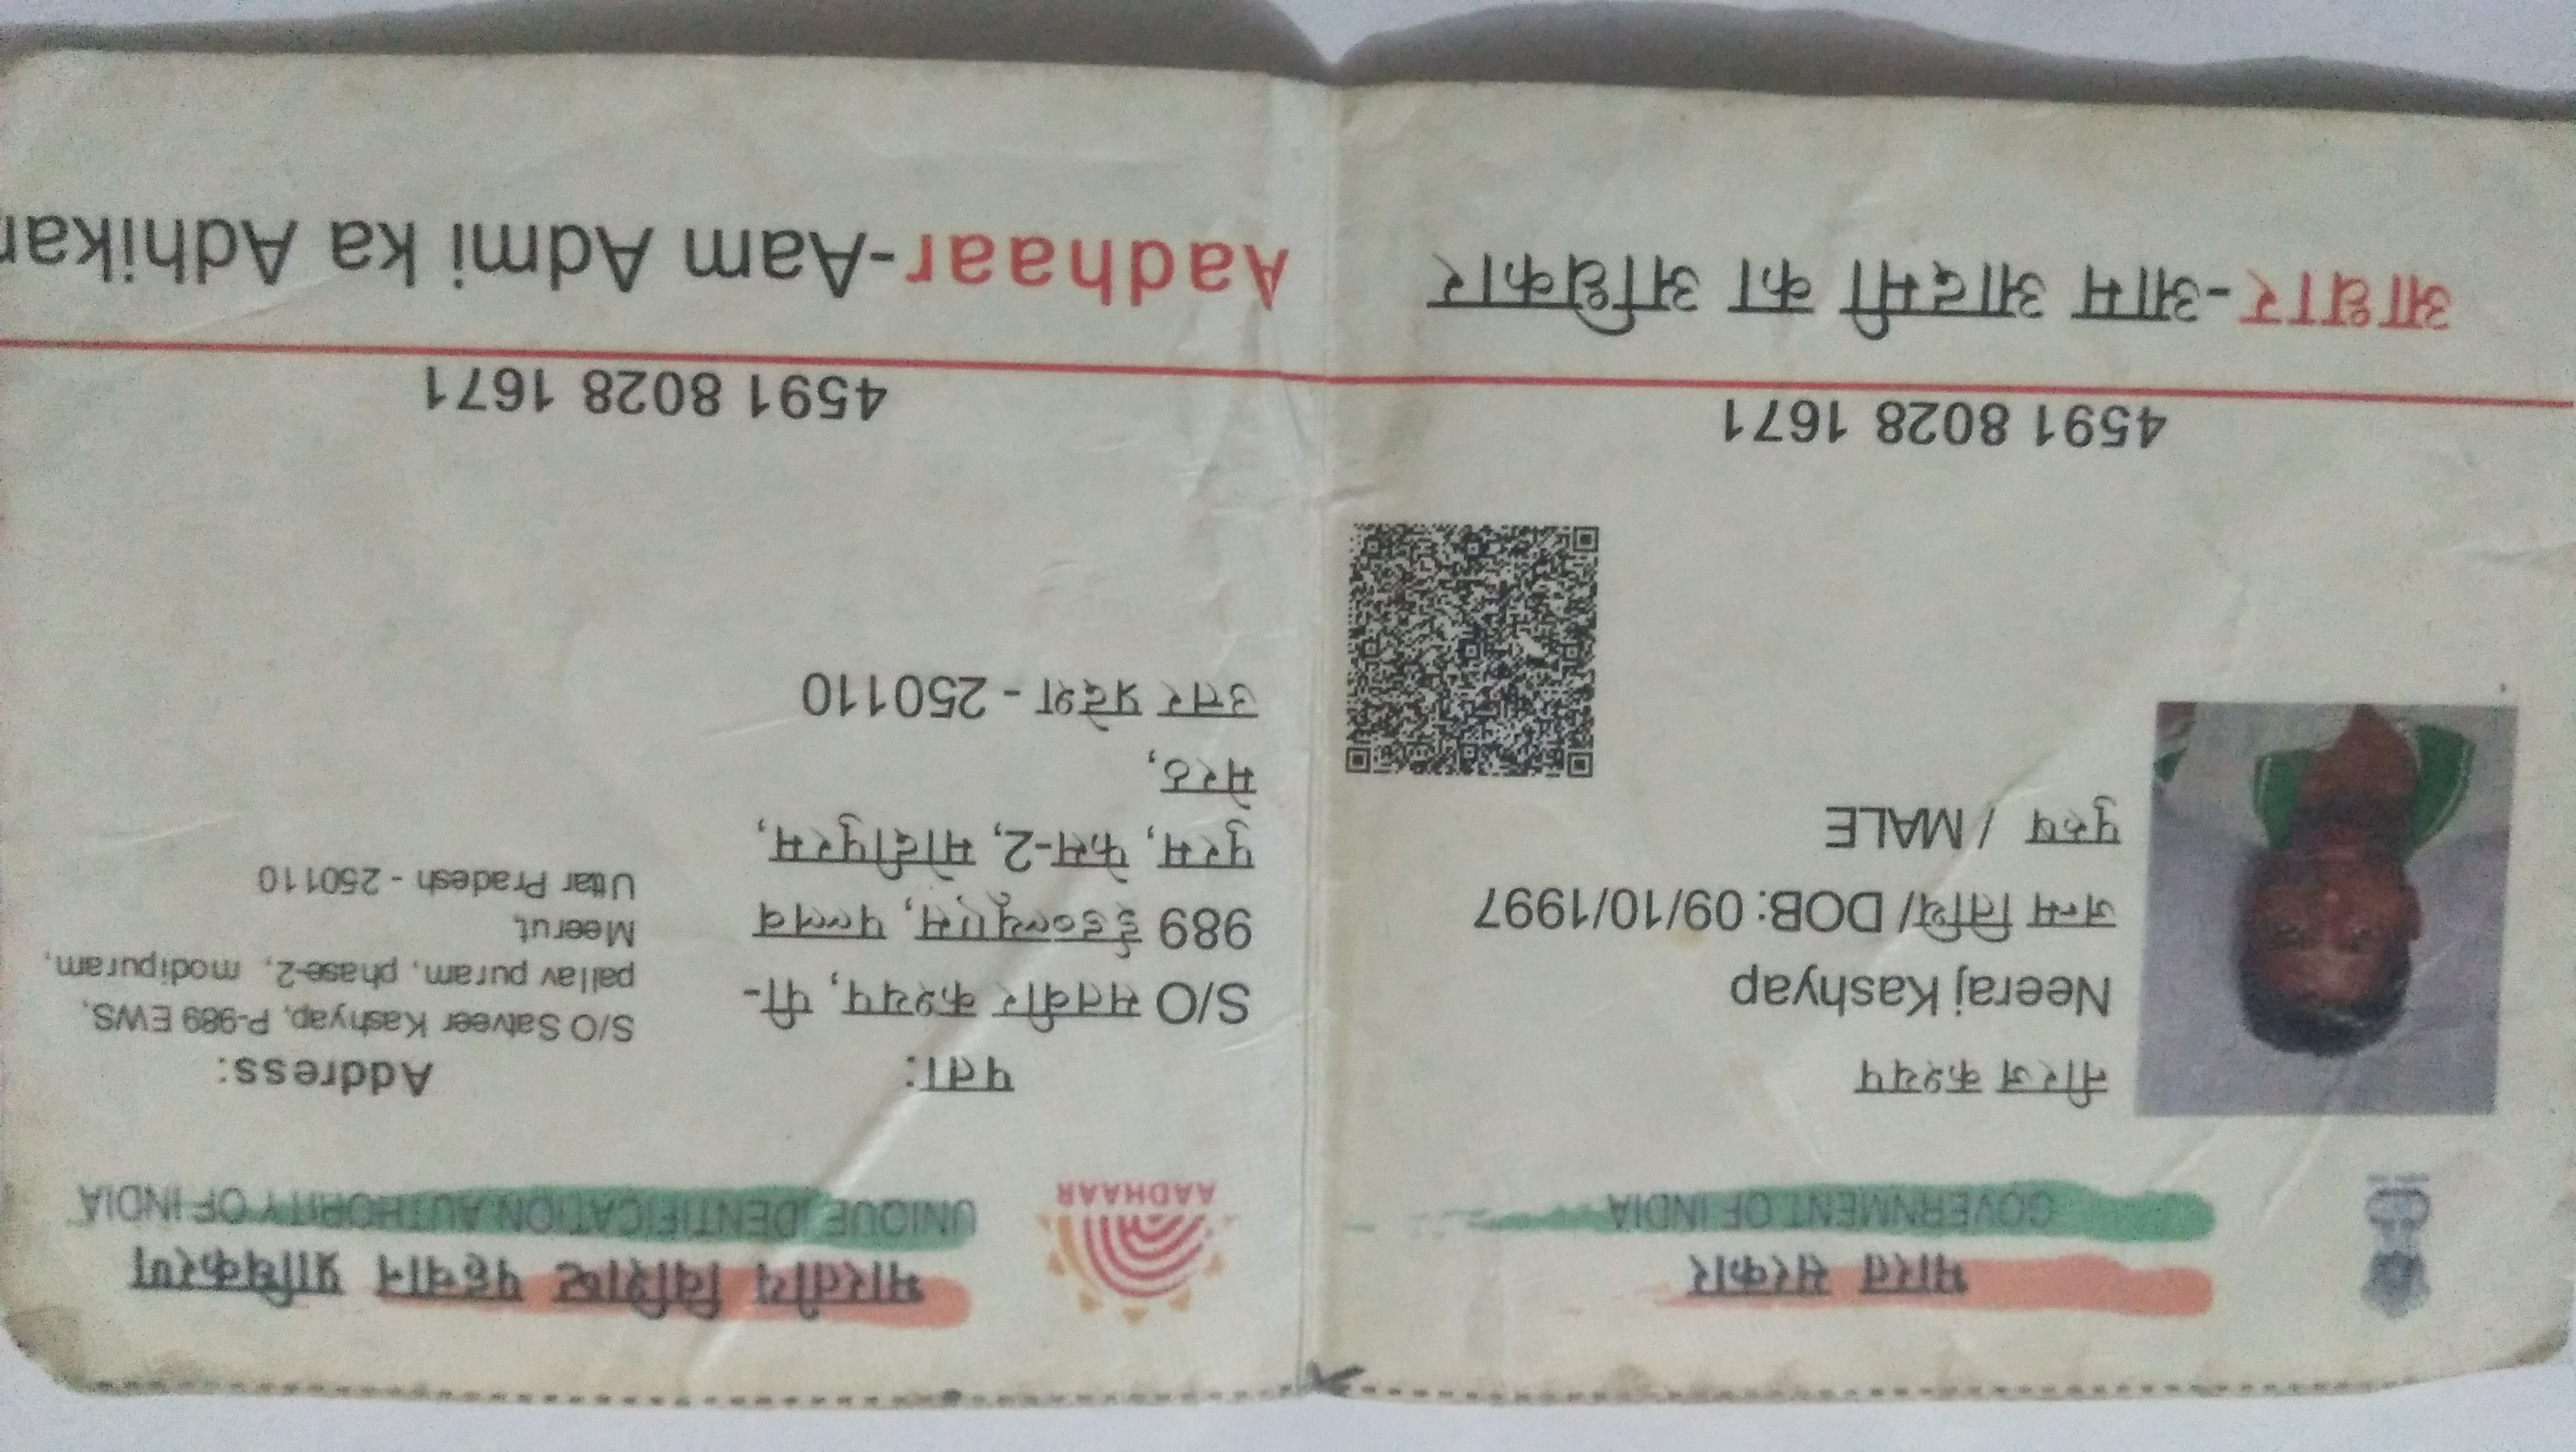 भारत सरकार
GOVERNMENT OF INDIA
नीरज कश्यप
Neeraj Kashyap
जन्म तिथि/ DOB: 09/10/1997
पुरुष / MALE
4591 8028 1671
आधार-आम आदमी का अधिकार
भारतीय विशिष्ट पहचान प्राधिकरण
UNIQUE IDENTIFICATION AUTHORITY OF INDIA
AADHAAR
पता:
S/O सतवीर कश्यप, पी-
989 ईडब्ल्यूएस, पल्लव
पुरम, फेस-2, मोदीपुरम,
मेरठ,
उत्तर प्रदेश - 250110
Address:
S/O Satveer Kashyap, P-989 EWS,
pallav puram, phase-2, modipuram,
Meerut,
Uttar Pradesh - 250110
4591 8028 1671
Aadhaar-Aam Admi ka Adhikar